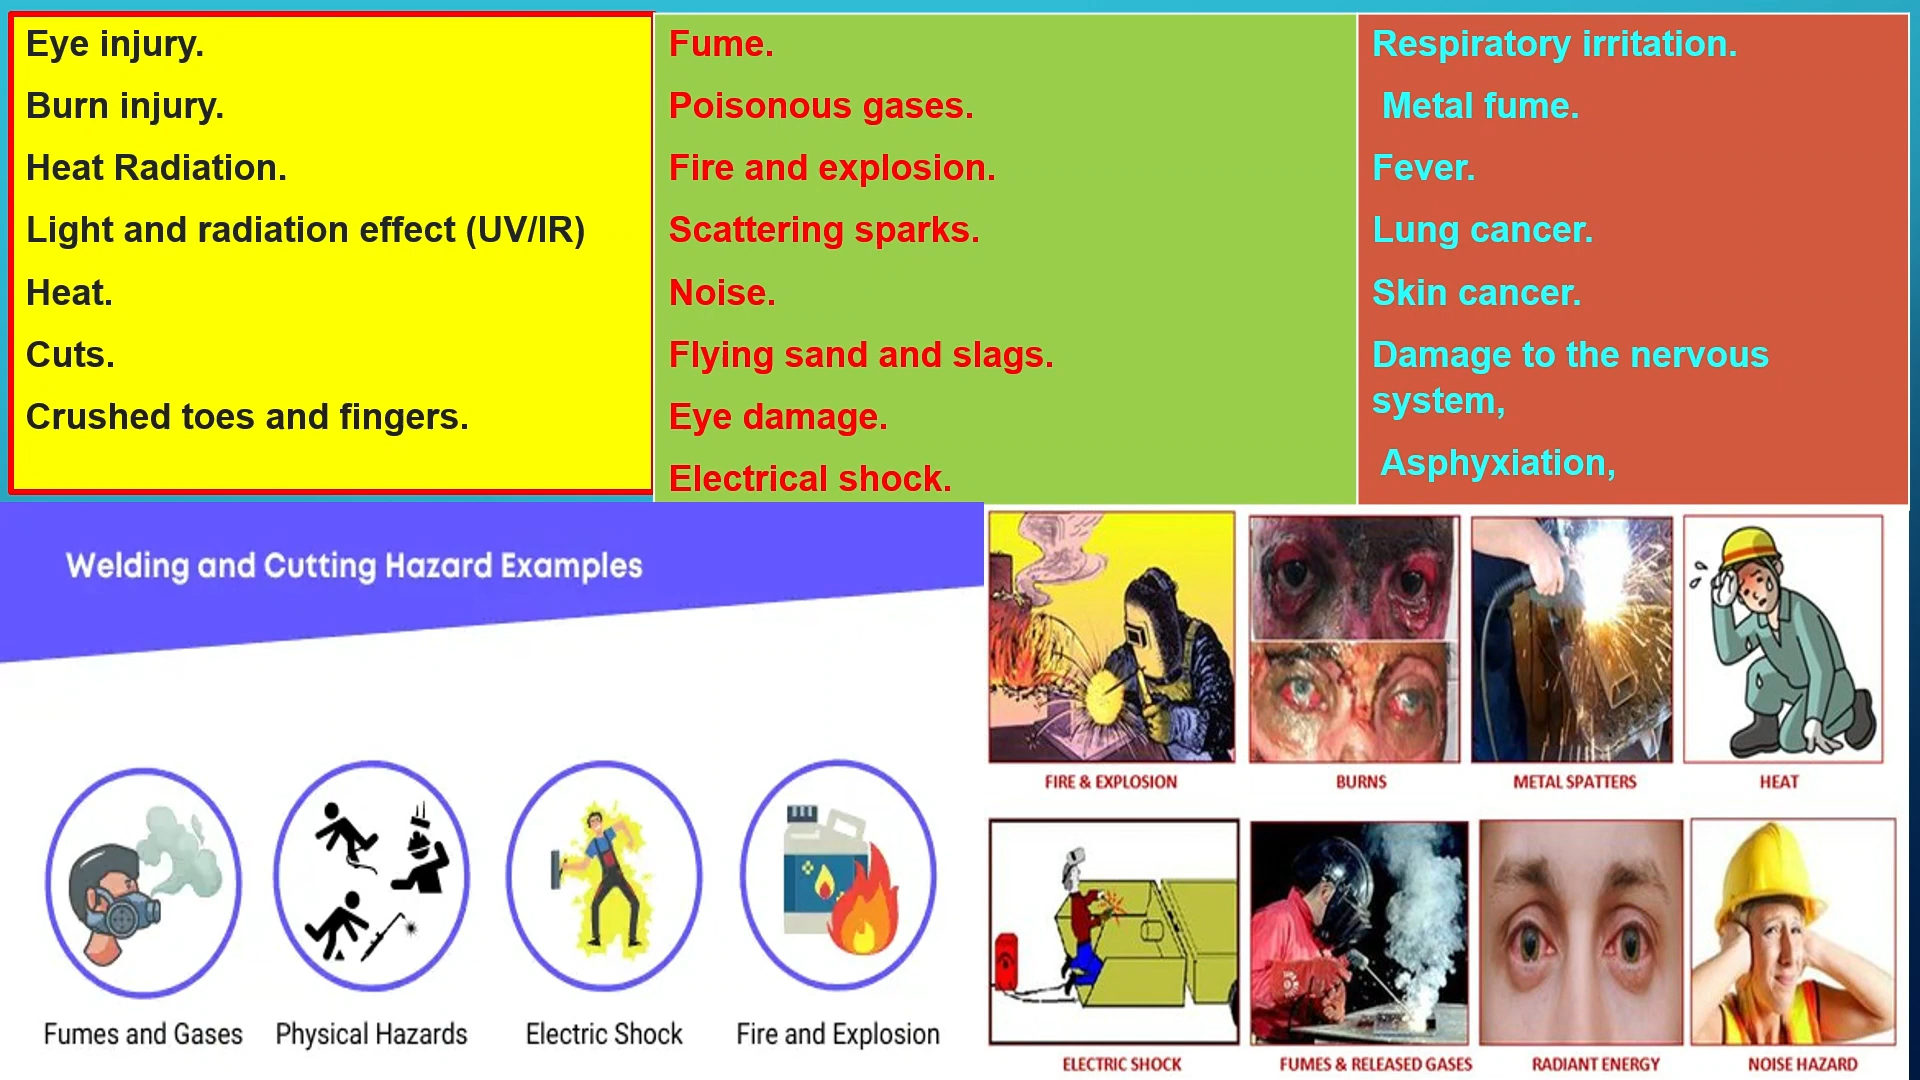 Eye injury.
Burn injury.
Heat Radiation.
Light and radiation effect (UV/IR)
Heat.
Cuts.
Crushed toes and fingers.
Fume.
Poisonous gases.
Fire and explosion.
Scattering sparks.
Noise.
Flying sand and slags.
Eye damage.
Electrical shock.
Respiratory irritation.
Metal fume.
Fever.
Lung cancer.
Skin cancer.
Damage to the nervous
system,
Asphyxiation,
Welding and Cutting Hazard Examples
Fumes and Gases
Physical Hazards
Electric Shock
Fire and Explosion
FIRE & EXPLOSION
BURNS
METAL SPATTERS
HEAT
ELECTRIC SHOCK
FUMES & RELEASED GASES
RADIANT ENERGY
NOISE HAZARD